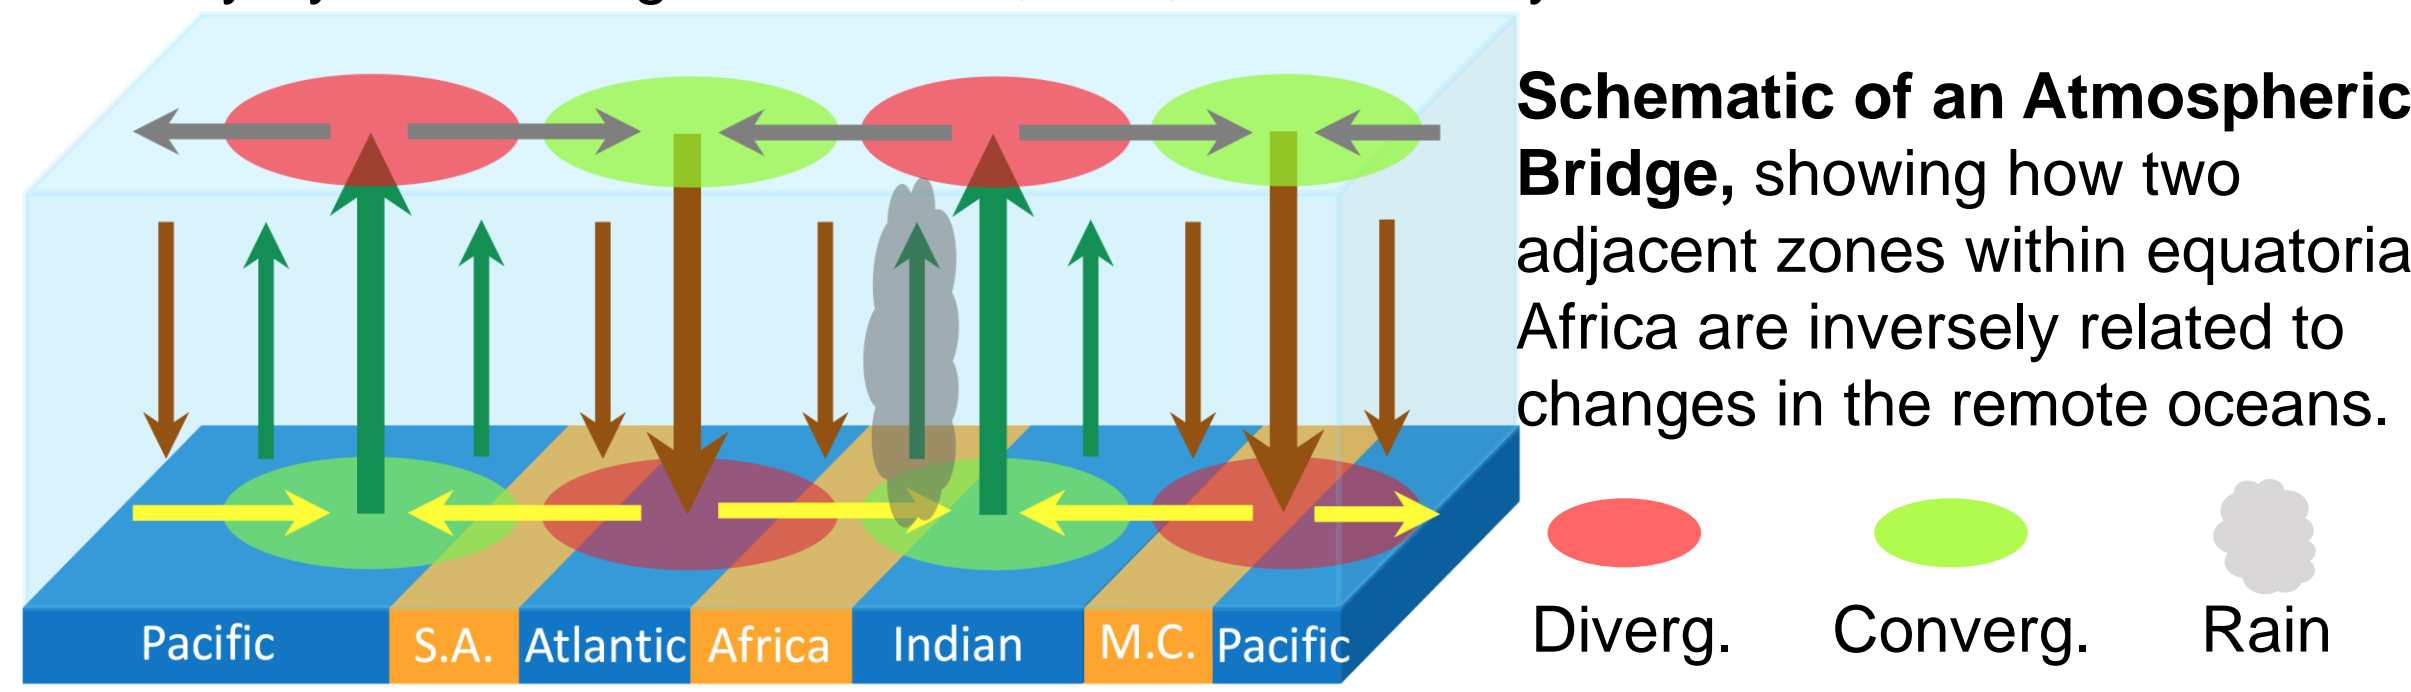 Schematic of an Atmospheric
Bridge, showing how two
adjacent zones within equatoria
Africa are inversely related to
changes in the remote oceans.
Diverg. Converg. Rain
Pacific S.A. Atlantic Africa Indian M.C. Pacific